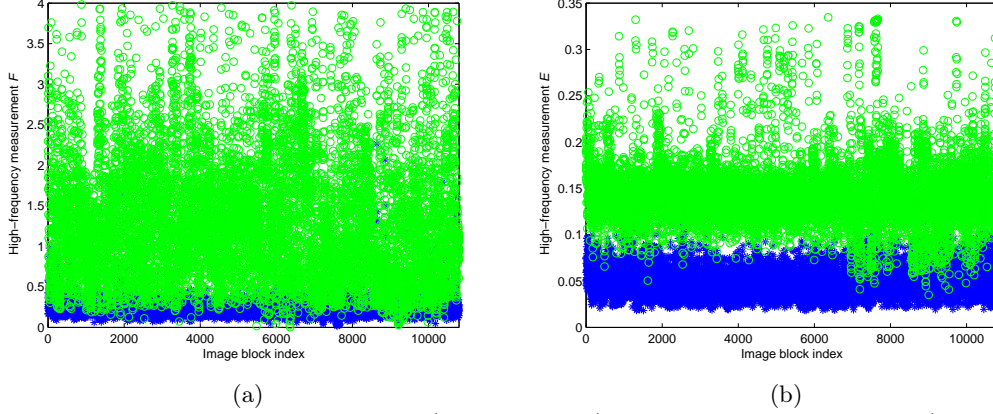 4
3.5
3
2.5
2
1.5
1
0.5
0
High−frequency measurement F
0 2000 4000 6000 8000 10000
Image block index
(a)
0.35
0.3
0.25
0.2
0.15
0.1
0.05
0
High−frequency measurement E
0 2000 4000 6000 8000 10000
Image block index
(b)